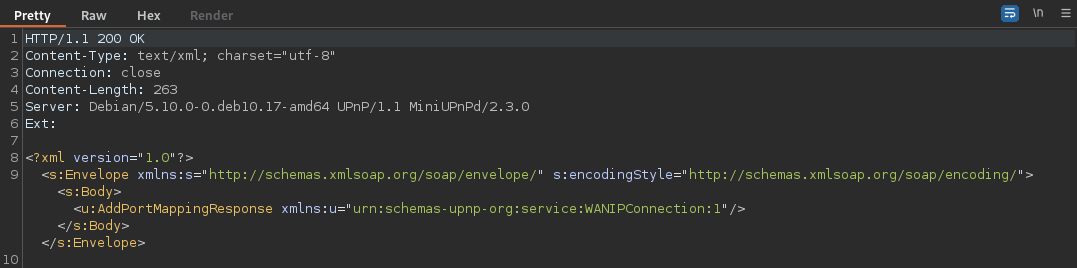 Pretty Raw Hex Render \n
1 HTTP/1.1 200 OK
2 Content-Type: text/xml; charset="utf-8"
3 Connection: close
4 Content-Length: 263
5 Server: Debian/5.10.0-0.deb10.17-amd64 UPnP/1.1 MiniUPnPd/2.3.0
6 Ext:
7
8 <?xml version="1.0"?>
9 <s:Envelope xmlns:s="http://schemas.xmlsoap.org/soap/envelope/" s:encodingStyle="http://schemas.xmlsoap.org/soap/encoding/">
<s:Body>
<u:AddPortMappingResponse xmlns:u="urn:schemas-upnp-org:service:WANIPConnection:1"/>
</s:Body>
</s:Envelope>
10